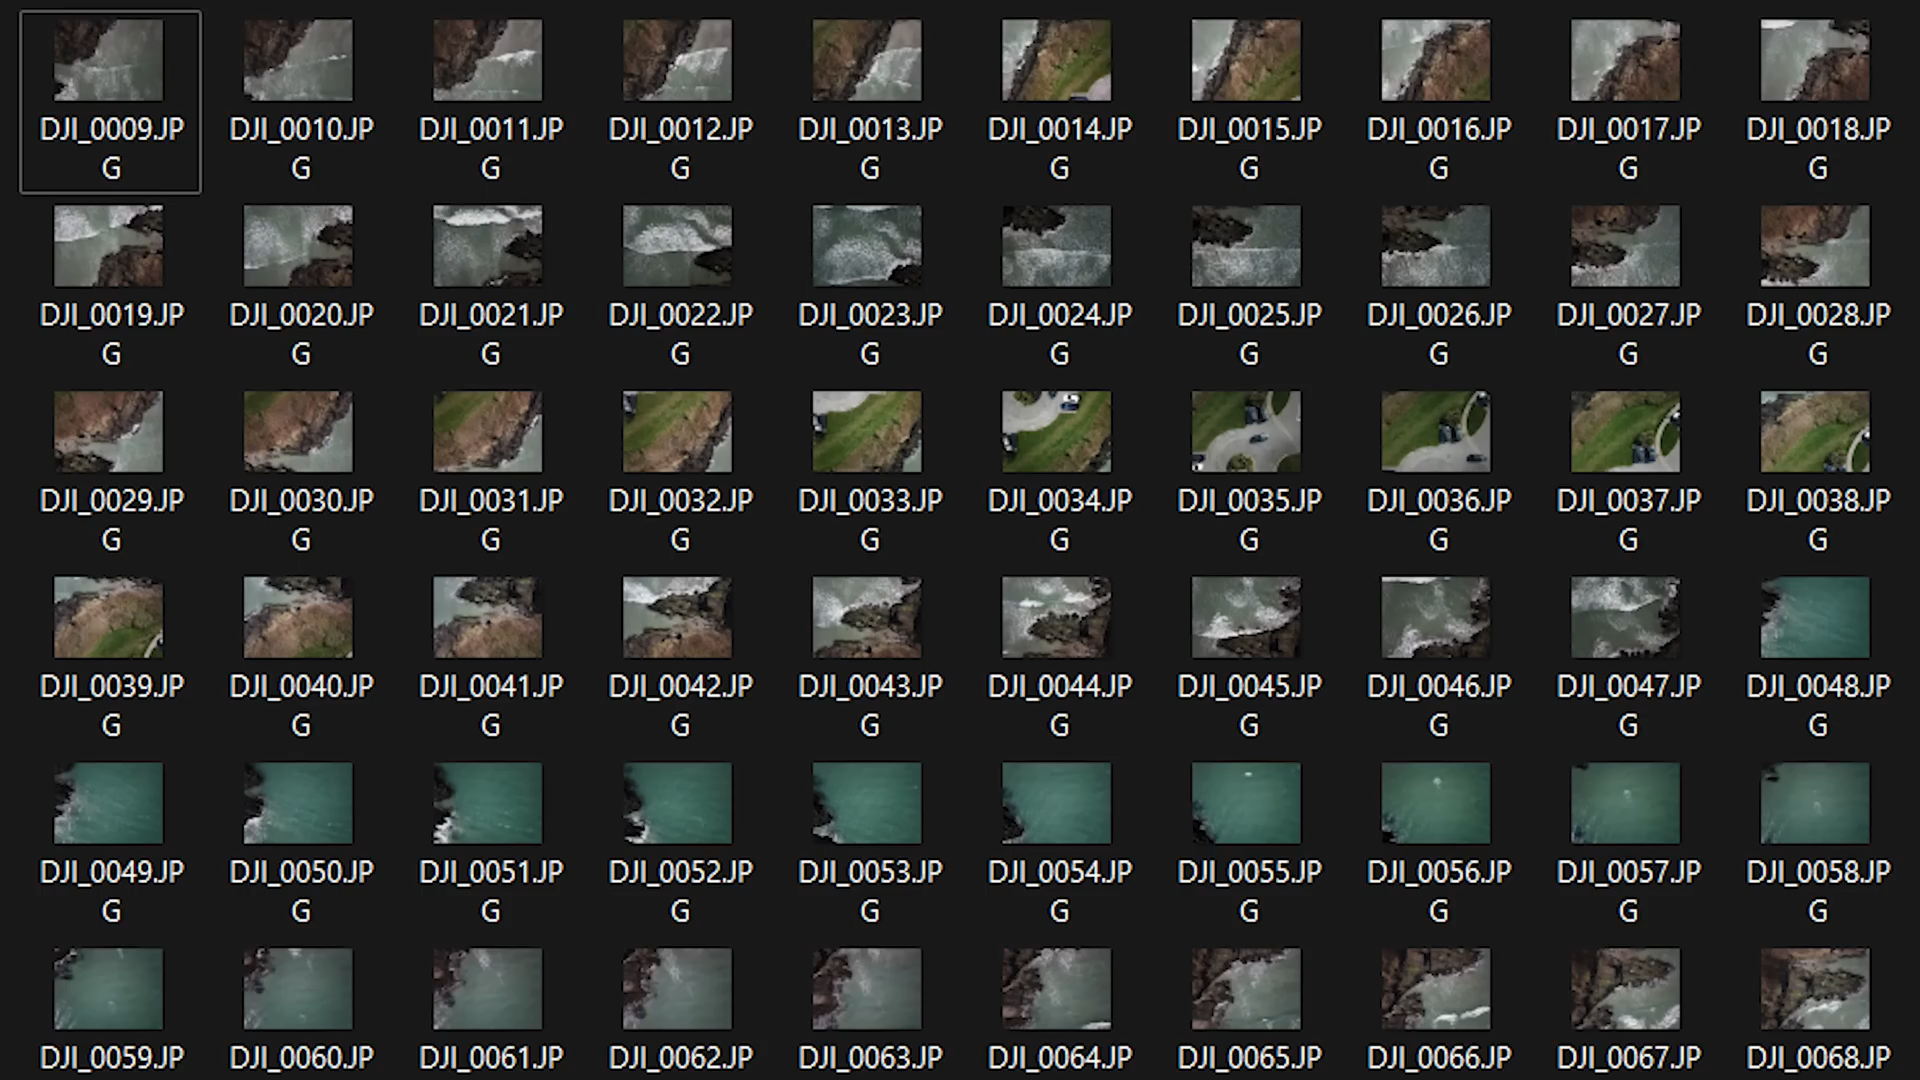 DJI_0009.JP DJI_0010.JP DJI_0011.JP DJI_0012.JP DJI_0013.JP DJI_0014.JP DJI_0015.JP DJI_0016.JP DJI_0017.JP DJI_0018.JP
G G G G G G G G G G
DJI_0019.JP DJI_0020.JP DJI_0021.JP DJI_0022.JP DJI_0023.JP DJI_0024.JP DJI_0025.JP DJI_0026.JP DJI_0027.JP DJI_0028.JP
G G G G G G G G G G
DJI_0029.JP DJI_0030.JP DJI_0031.JP DJI_0032.JP DJI_0033.JP DJI_0034.JP DJI_0035.JP DJI_0036.JP DJI_0037.JP DJI_0038.JP
G G G G G G G G G G
DJI_0039.JP DJI_0040.JP DJI_0041.JP DJI_0042.JP DJI_0043.JP DJI_0044.JP DJI_0045.JP DJI_0046.JP DJI_0047.JP DJI_0048.JP
G G G G G G G G G G
DJI_0049.JP DJI_0050.JP DJI_0051.JP DJI_0052.JP DJI_0053.JP DJI_0054.JP DJI_0055.JP DJI_0056.JP DJI_0057.JP DJI_0058.JP
G G G G G G G G G G
DJI_0059.JP DJI_0060.JP DJI_0061.JP DJI_0062.JP DJI_0063.JP DJI_0064.JP DJI_0065.JP DJI_0066.JP DJI_0067.JP DJI_0068.JP